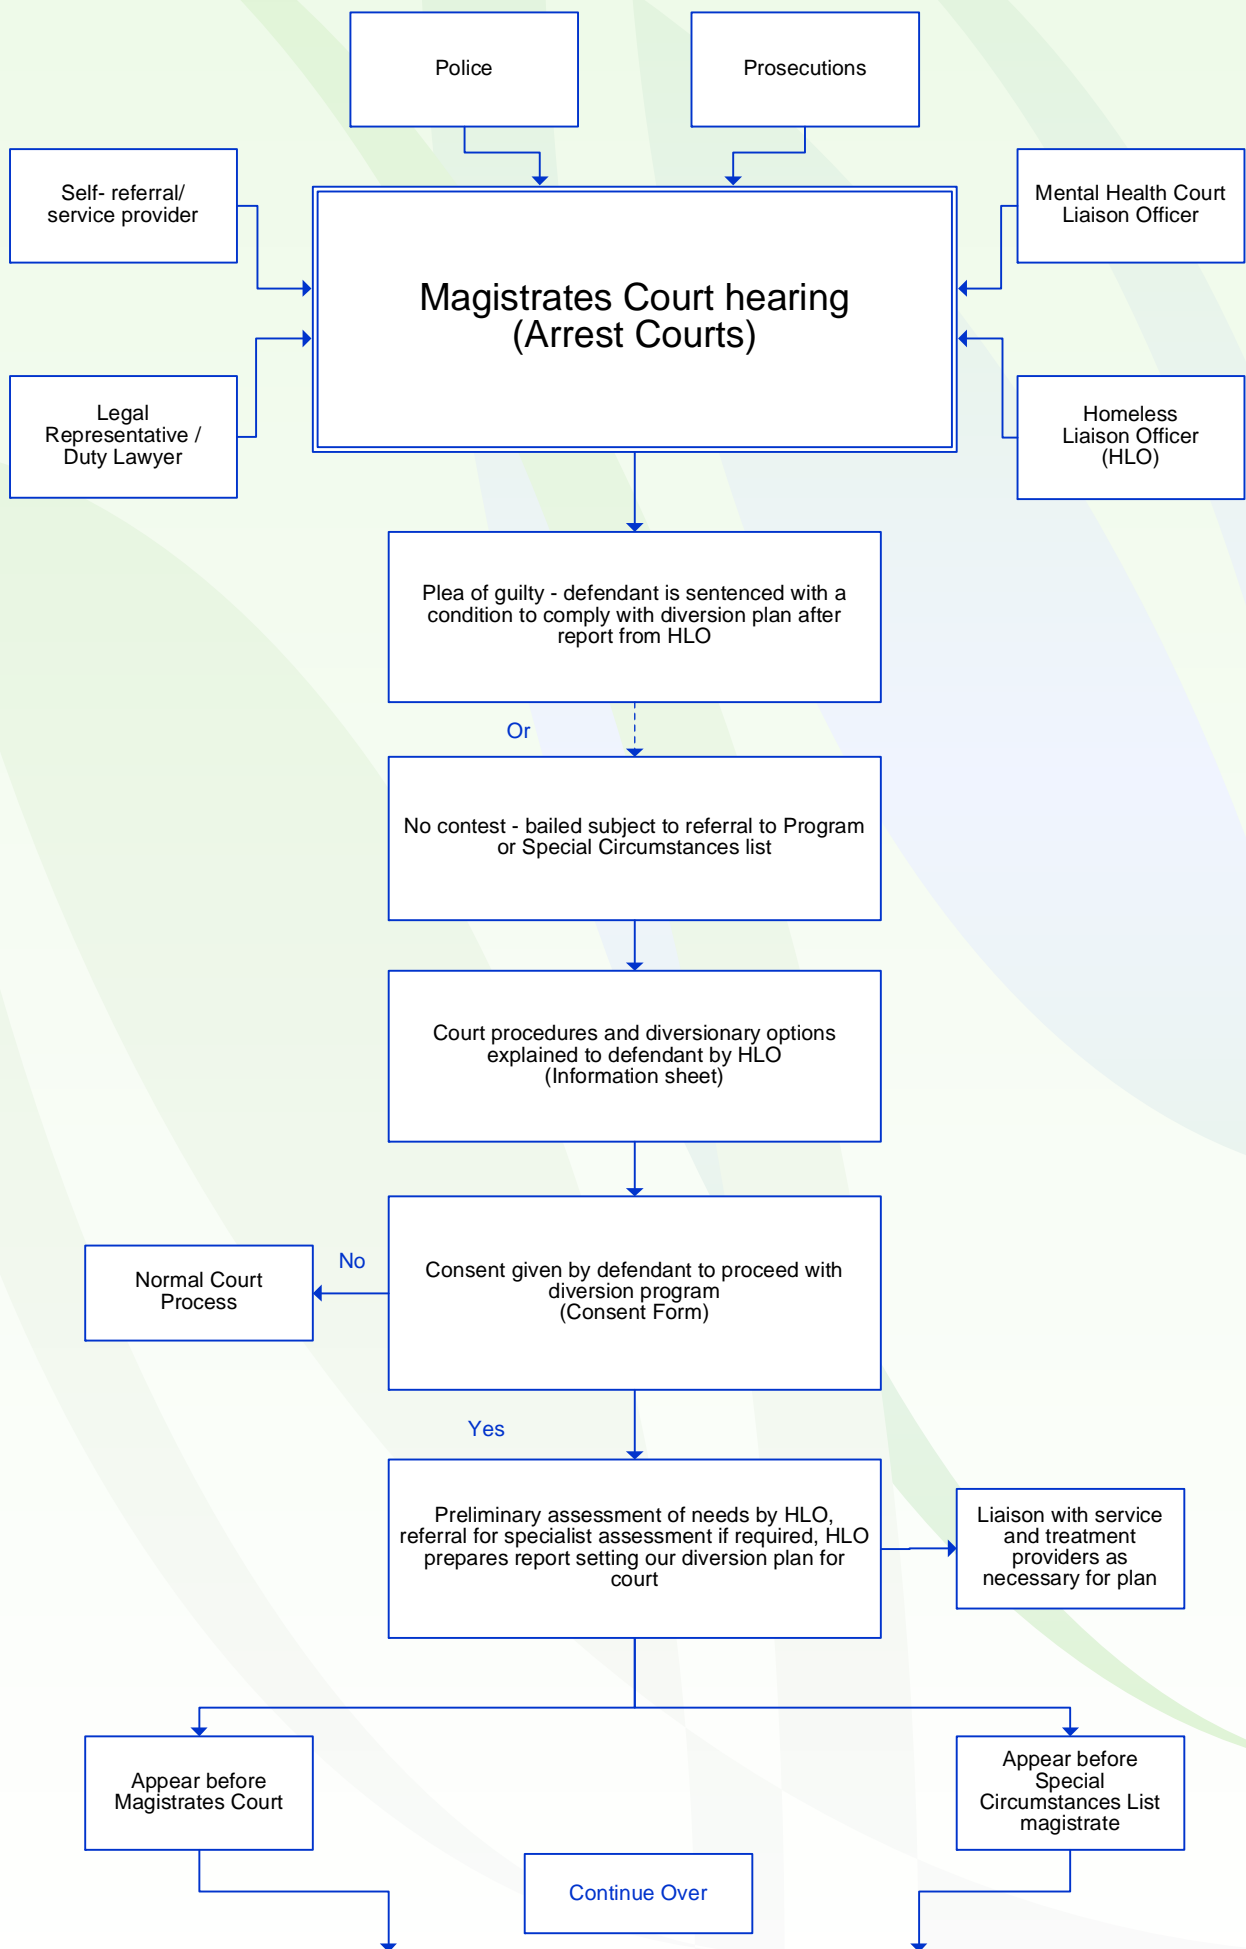 Police
Prosecutions
Self- referral/
service provider
Mental Health Court
Liaison Officer
Magistrates Court hearing
(Arrest Courts)
Legal
Representative /
Duty Lawyer
Homeless
Liaison Officer
(HLO)
Plea of guilty - defendant is sentenced with a
condition to comply with diversion plan after
report from HLO
Or
No contest - bailed subject to referral to Program
or Special Circumstances list
Court procedures and diversionary options
explained to defendant by HLO
(Information sheet)
Consent given by defendant to proceed with
diversion program
(Consent Form)
No
Normal Court
Process
Yes
Preliminary assessment of needs by HLO,
referral for specialist assessment if required, HLO
prepares report setting our diversion plan for
court
Liaison with service
and treatment
providers as
necessary for plan
Appear before
Magistrates Court
Appear before
Special
Circumstances List
magistrate
Continue Over